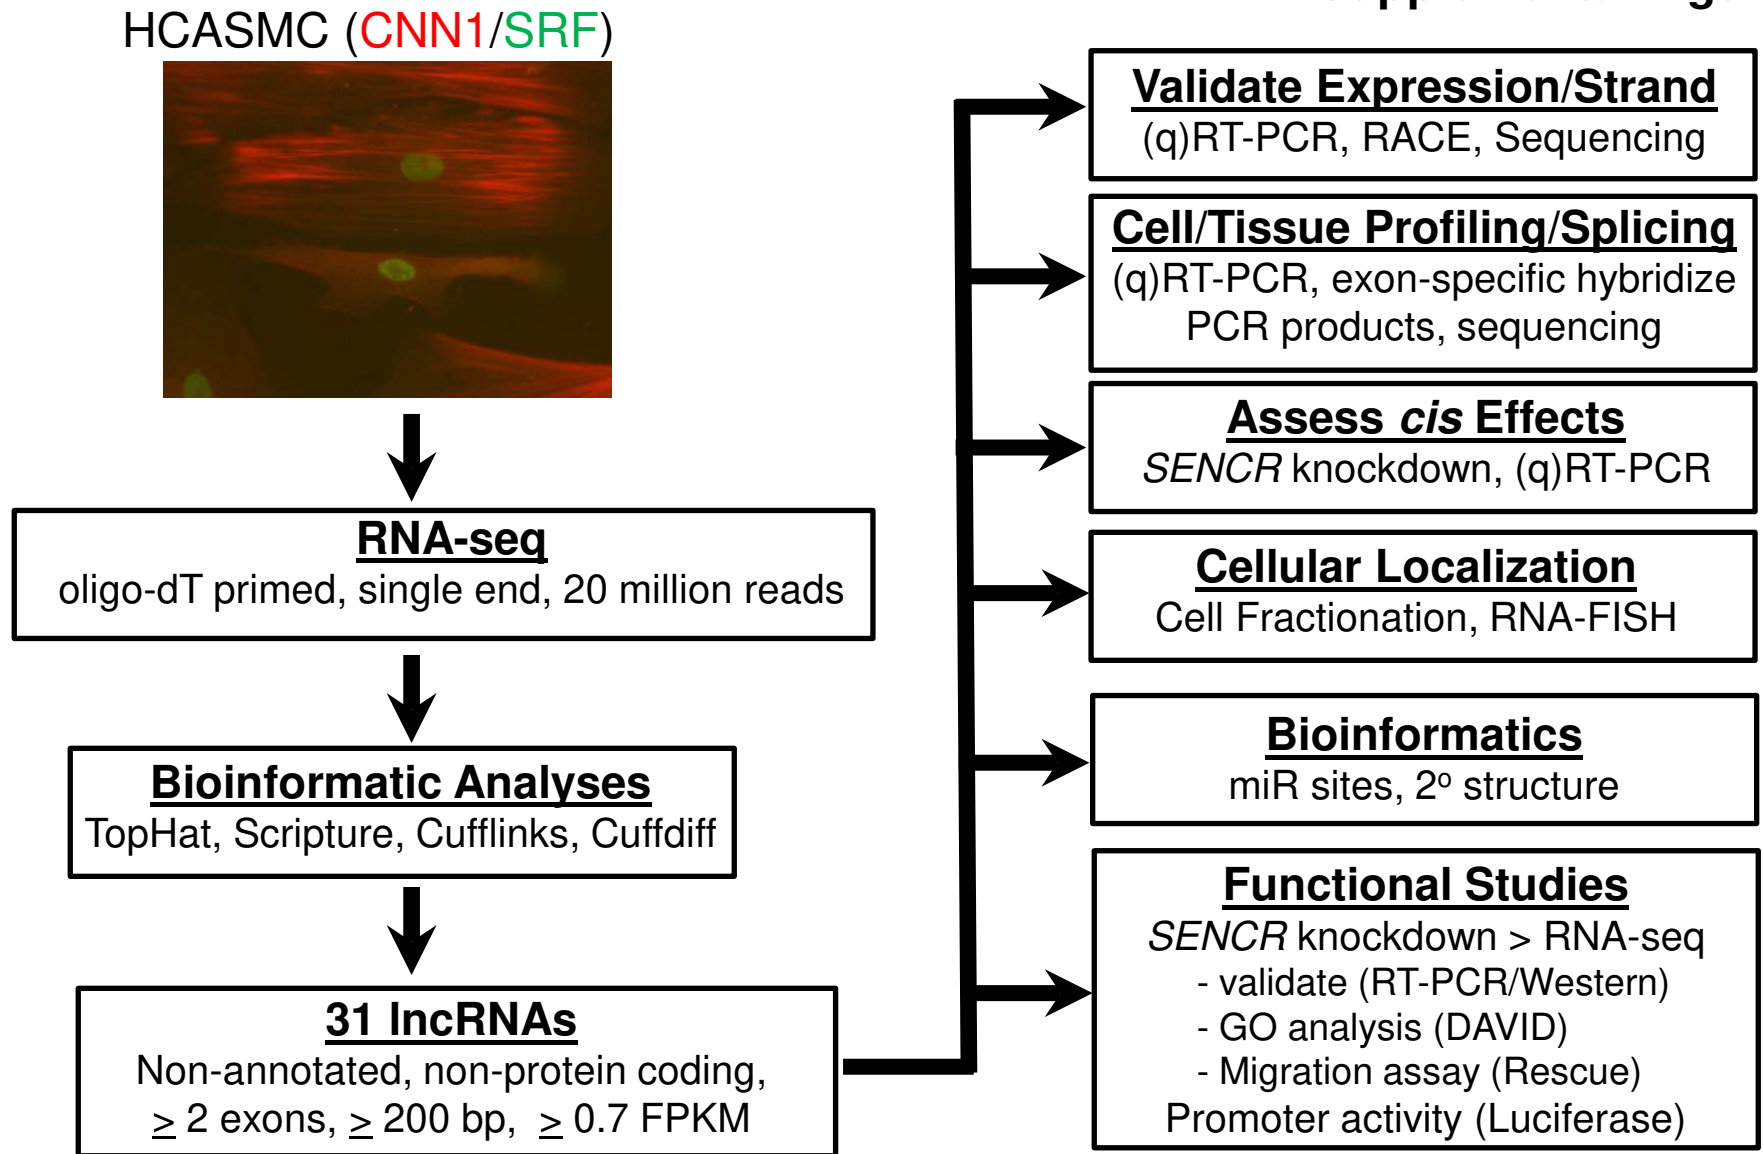 HCASMC (CNN1/SRF)
RNA-seq
oligo-dT primed, single end, 20 million reads
Bioinformatic Analyses
TopHat, Scripture, Cufflinks, Cuffdiff
31 lncRNAs
Non-annotated, non-protein coding,
≥ 2 exons, ≥ 200 bp, ≥ 0.7 FPKM
Validate Expression/Strand
(q)RT-PCR, RACE, Sequencing
Cell/Tissue Profiling/Splicing
(q)RT-PCR, exon-specific hybridize
PCR products, sequencing
Assess cis Effects
SENCR knockdown, (q)RT-PCR
Cellular Localization
Cell Fractionation, RNA-FISH
Bioinformatics
miR sites, 2º structure
Functional Studies
SENCR knockdown > RNA-seq
- validate (RT-PCR/Western)
- GO analysis (DAVID)
- Migration assay (Rescue)
Promoter activity (Luciferase)